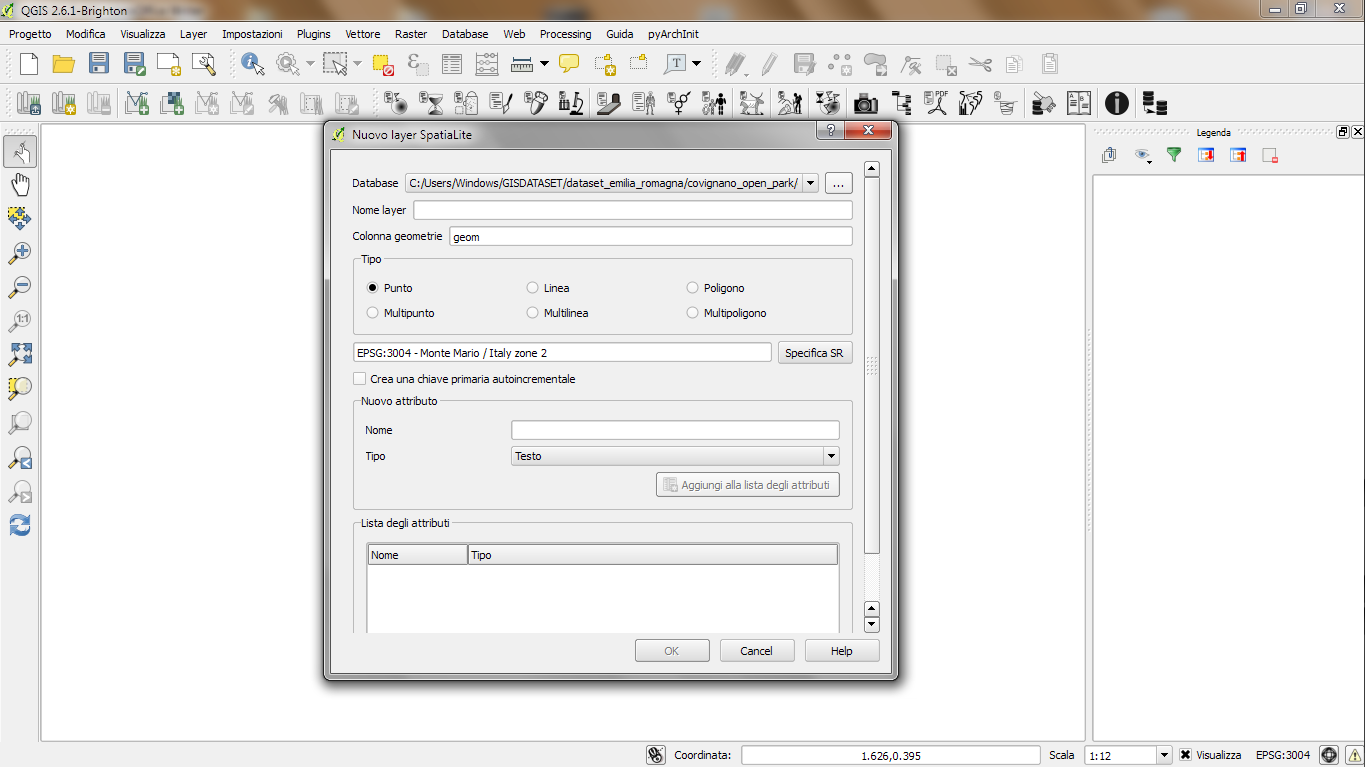 QGIS 2.6.1-Brighton
Progetto Modifica Visualizza Layer Impostazioni Plugins Vettore Raster Database Web Processing Guida pyArchInit
T
PDF
Nuovo layer SpatiaLite
?
Legenda
Database C:/Users/Windows/GISDATASET/dataset_emilia_romagna/covignano_open_park/ ...
Nome layer
Colonna geometrie geom
Tipo
Punto Linea Poligono
Multipunto Multilinea Multipoligono
1:1
EPSG:3004 - Monte Mario / Italy zone 2 Specifica SR
Crea una chiave primaria autoincrementale
Nuovo attributo
Nome
Tipo Testo
Aggiungi alla lista degli attributi
Lista degli attributi
Nome Tipo
OK Cancel Help
Coordinata: 1.626,0.395 Scala 1:12 Visualizza EPSG:3004